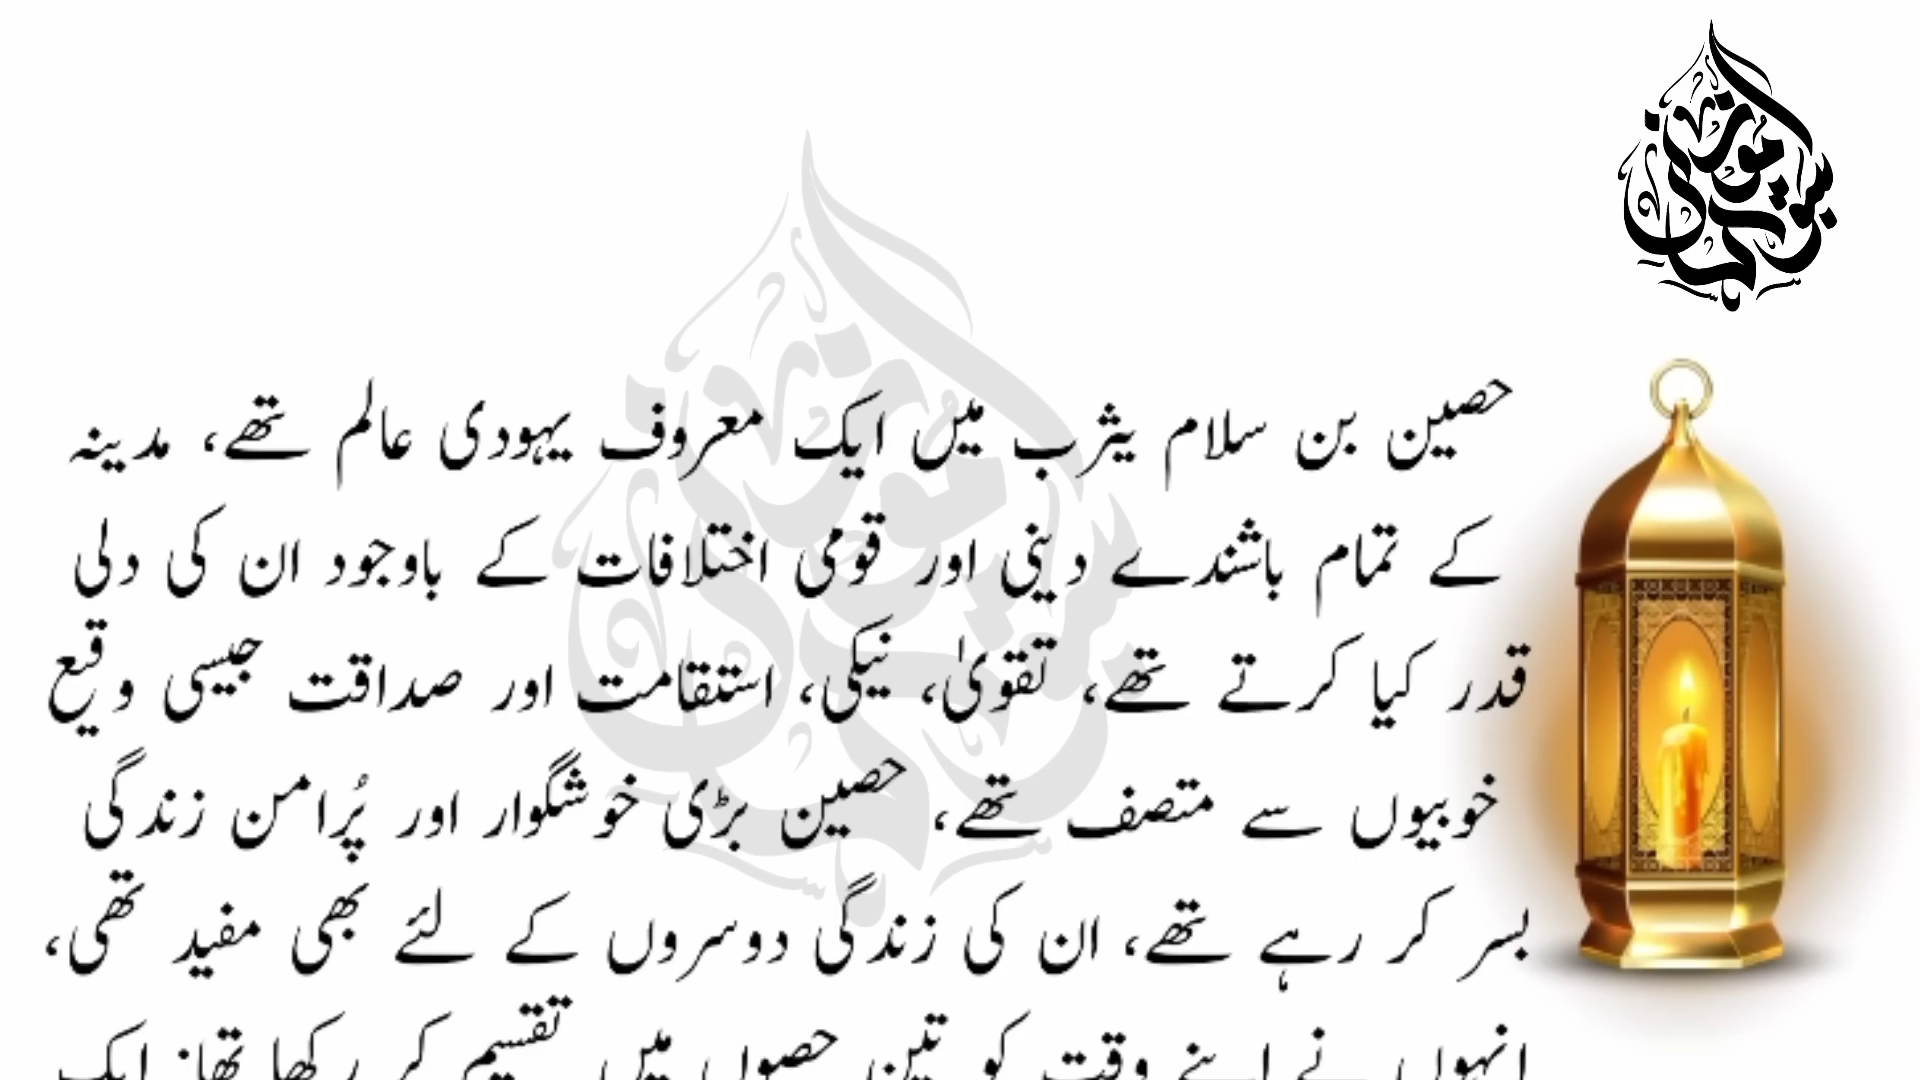 حصین بن سلام یثرب میں ایک معروف یہودی عالم تھے، مدینہ
کے تمام باشندے دینی اور قومی اختلافات کے باوجود ان کی دلی
قدر کیا کرتے تھے، تقویٰ، نیکی، استقامت اور صداقت جیسی وقیع
خوبیوں سے متصف تھے، حصین بڑی خوشگوار اور پُرامن زندگی
بسر کر رہے تھے، ان کی زندگی دوسروں کے لئے بھی مفید تھی،
انہوں نے اپنے وقت کو تین حصوں میں تقسیم کر رکھا تھا: ایک